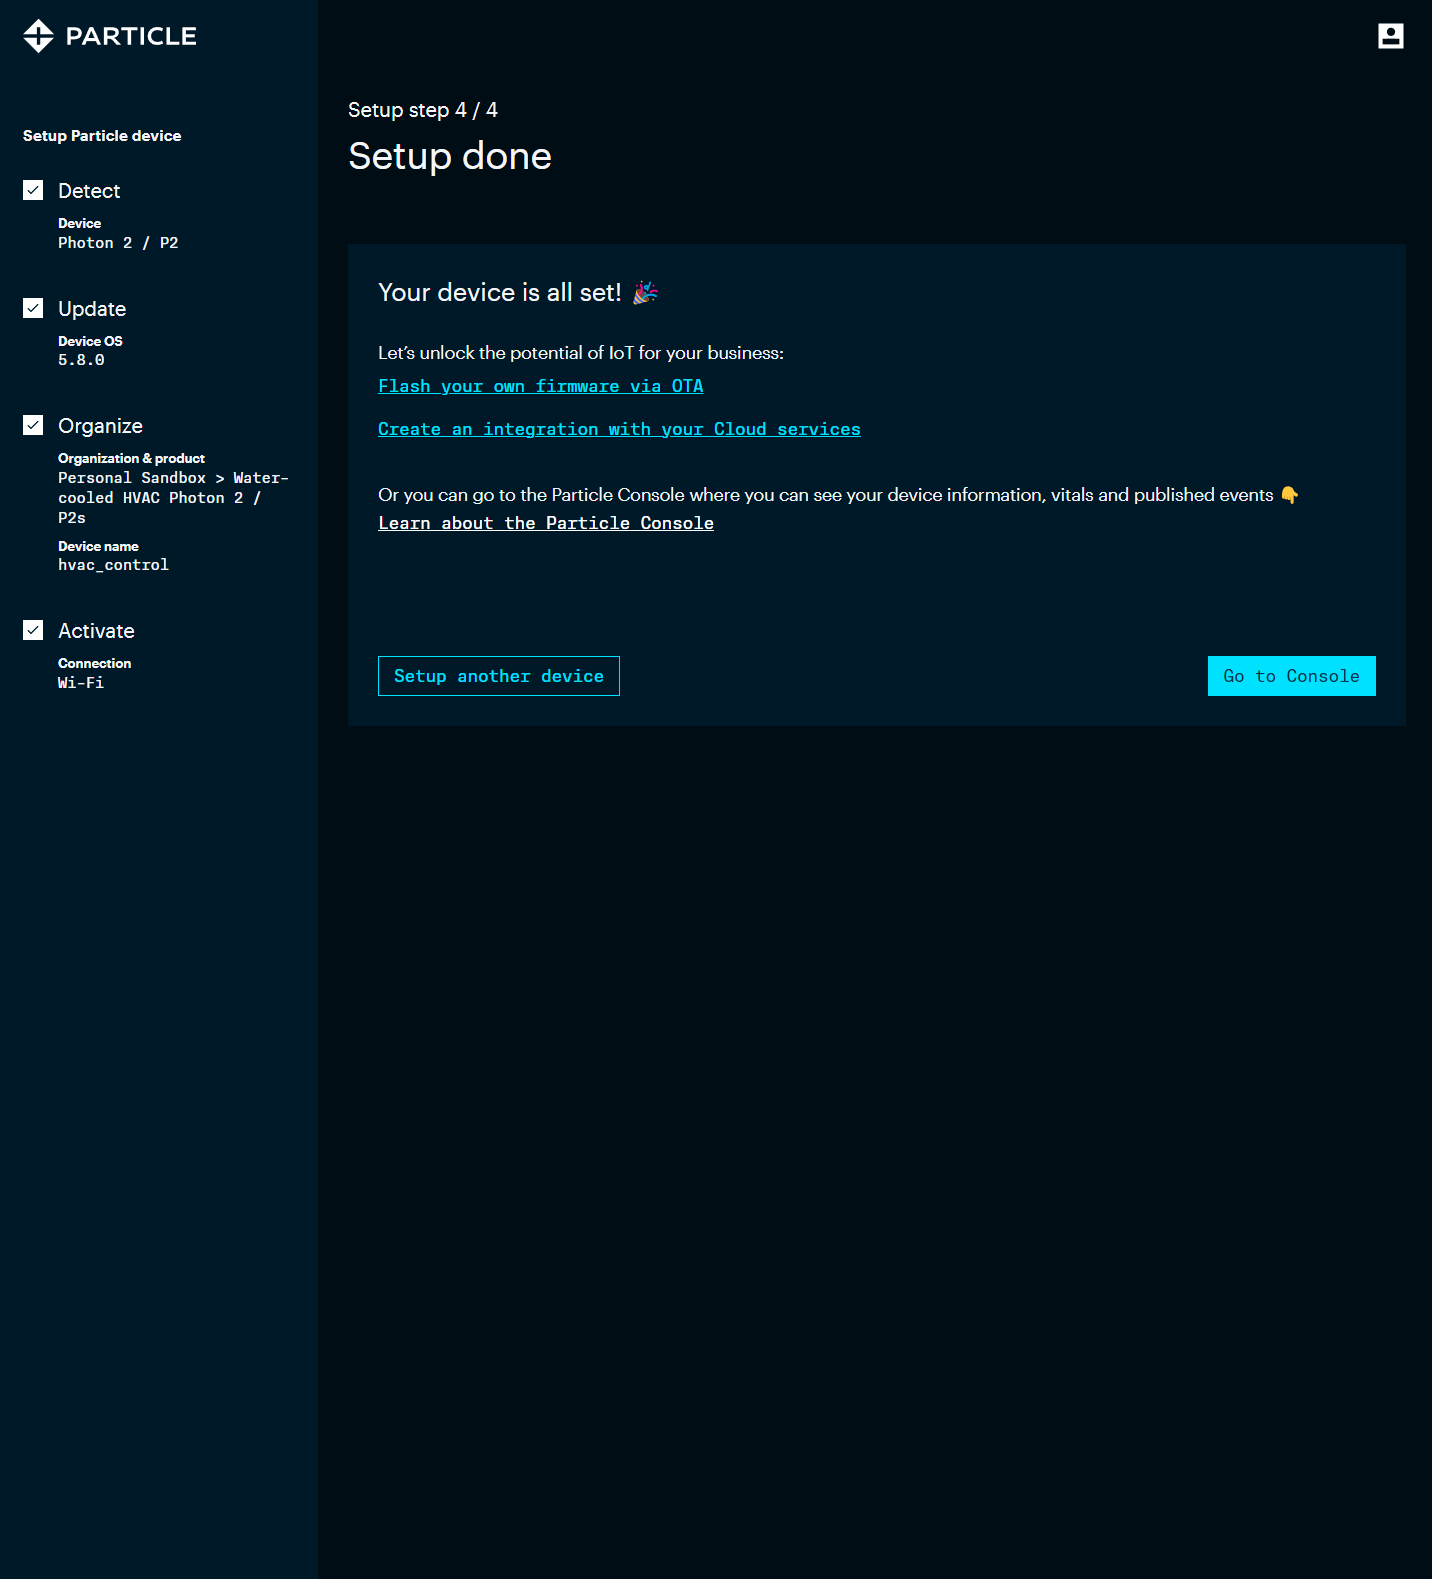 PARTICLE
Setup Particle device
Detect
Device
Photon 2 / P2
Update
Device OS
5.8.0
Organize
Organization & product
Personal Sandbox > Water-
cooled HVAC Photon 2 /
P2s
Device name
hvac_control
Activate
Connection
Wi-Fi
Setup step 4 / 4
Setup done
Your device is all set! 🎉
Let’s unlock the potential of IoT for your business:
Flash your own firmware via OTA
Create an integration with your Cloud services
Or you can go to the Particle Console where you can see your device information, vitals and published events 👇
Learn about the Particle Console
Setup another device
Go to Console